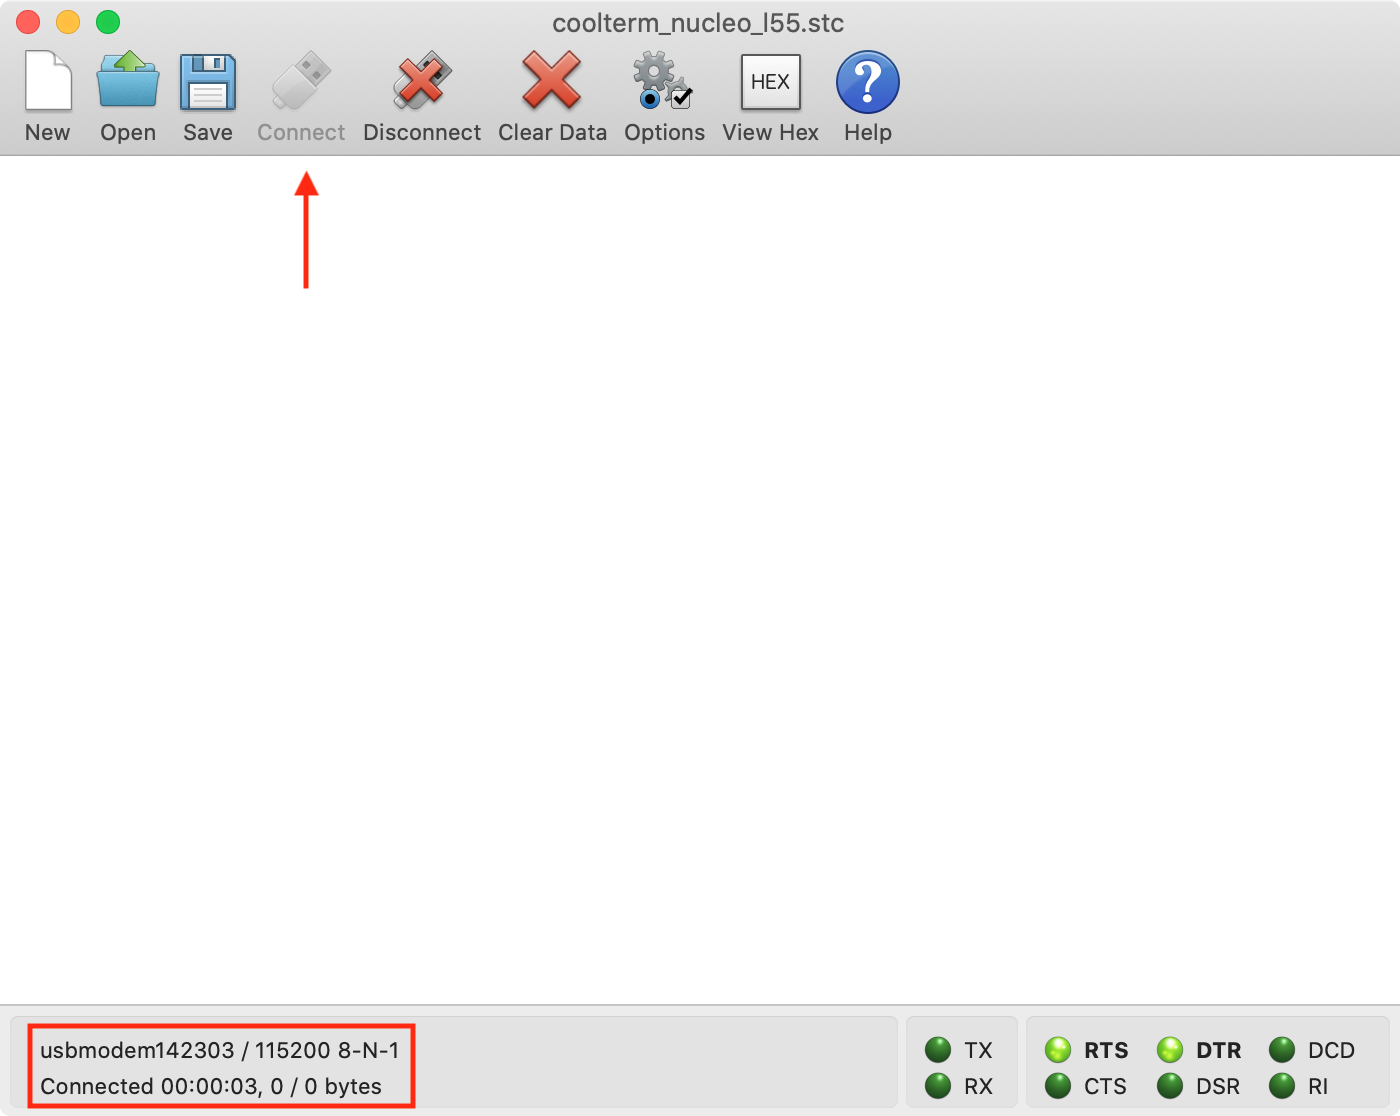 coolterm_nucleo_l55.stc
New Open Save Connect Disconnect Clear Data Options HEX View Hex ? Help
usbmodem142303 / 115200 8-N-1
Connected 00:00:03, 0 / 0 bytes
TX
RX
RTS DTR DCD
CTS DSR RI